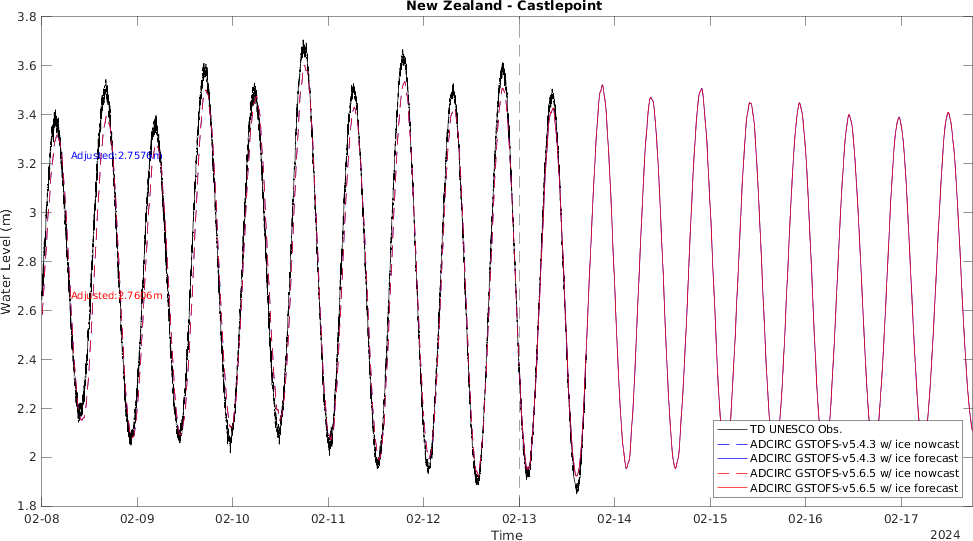 New Zealand - Castlepoint
3.8
3.6
3.4
3.2
3
2.8
2.6
2.4
2.2
2
1.8
Water Level (m)
Adjusted:2.7576m
Adjusted:2.7606m
TD UNESCO Obs.
ADCIRC GSTOFS-v5.4.3 w/ ice nowcast
ADCIRC GSTOFS-v5.4.3 w/ ice forecast
ADCIRC GSTOFS-v5.6.5 w/ ice nowcast
ADCIRC GSTOFS-v5.6.5 w/ ice forecast
02-08 02-09 02-10 02-11 02-12 02-13 02-14 02-15 02-16 02-17
Time
2024